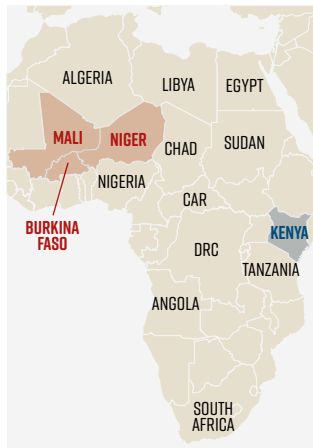 ALGERIA
LIBYA
EGYPT
MALI
NIGER
CHAD
SUDAN
NIGERIA
CAR
BURKINA
FASO
KENYA
DRC
TANZANIA
ANGOLA
SOUTH
AFRICA